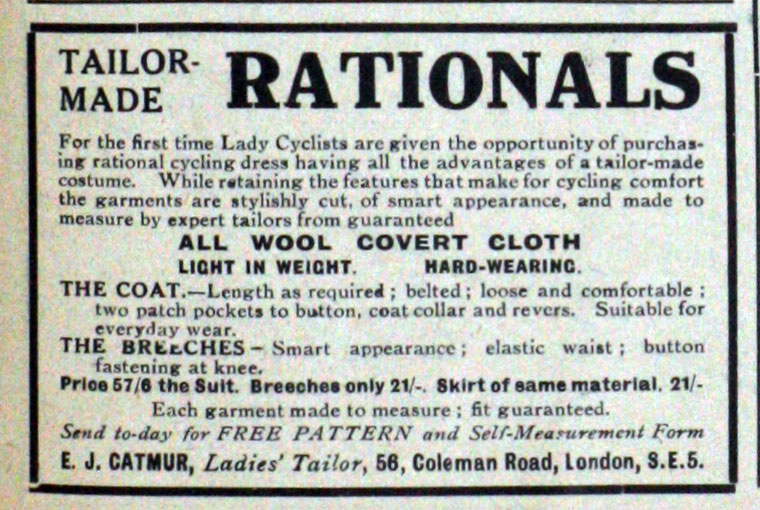 TAILOR-
MADE RATIONALS
For the first time Lady Cyclists are given the opportunity of purchas-
ing rational cycling dress having all the advantages of a tailor-made
costume. While retaining the features that make for cycling comfort
the garments are stylishly cut, of smart appearance, and made to
measure by expert tailors from guaranteed
ALL WOOL COVERT CLOTH
LIGHT IN WEIGHT. HARD-WEARING.
THE COAT.—Length as required; belted; loose and comfortable;
two patch pockets to button, coat collar and revers. Suitable for
everyday wear.
THE BREECHES— Smart appearance; elastic waist; button
fastening at knee.
Price 57/6 the Suit. Breeches only 21/-. Skirt of same material. 21/-
Each garment made to measure; fit guaranteed.
Send to-day for FREE PATTERN and Self-Measurement Form
E. J. CATMUR, Ladies' Tailor, 56, Coleman Road, London, S.E.5.